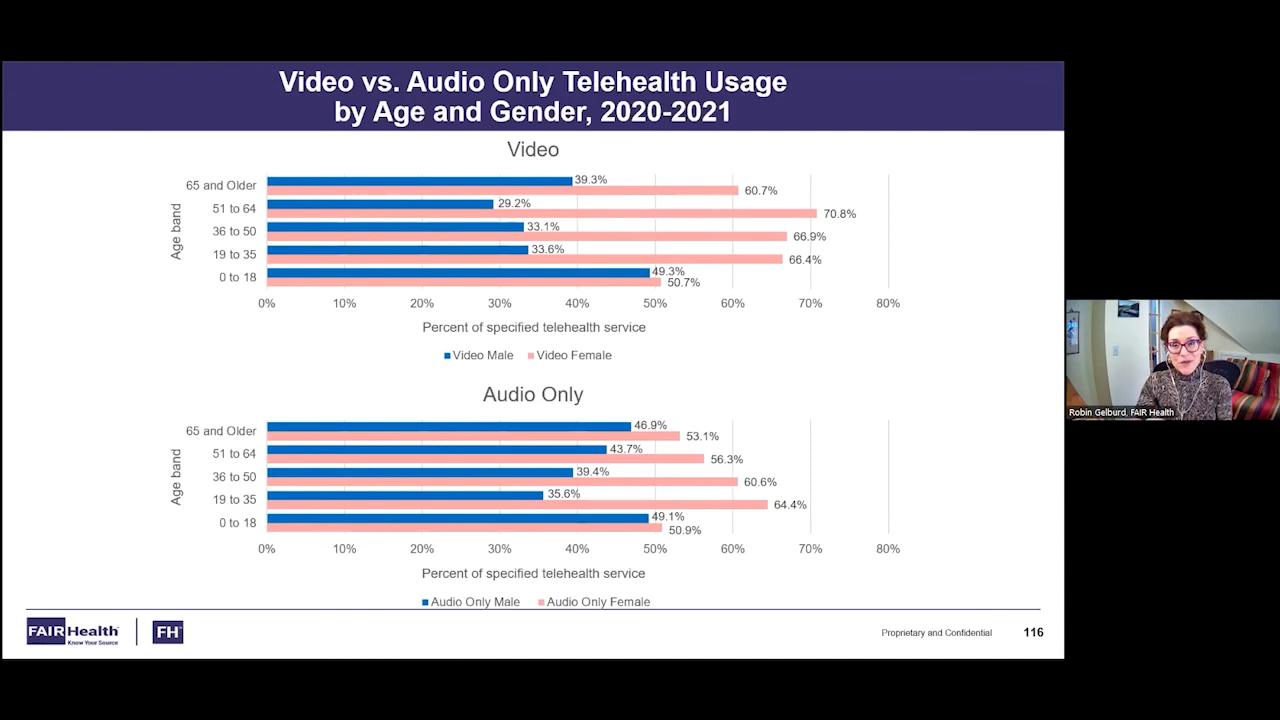 Video vs. Audio Only Telehealth Usage
by Age and Gender, 2020-2021
Video
Age band
65 and Older
39.3%
60.7%
51 to 64
29.2%
70.8%
36 to 50
33.1%
66.9%
19 to 35
33.6%
66.4%
0 to 18
49.3%
50.7%
0% 10% 20% 30% 40% 50% 60% 70% 80%
Percent of specified telehealth service
Video Male Video Female
Audio Only
Age band
65 and Older
46.9%
53.1%
51 to 64
43.7%
56.3%
36 to 50
39.4%
60.6%
19 to 35
35.6%
64.4%
0 to 18
49.1%
50.9%
0% 10% 20% 30% 40% 50% 60% 70% 80%
Percent of specified telehealth service
Audio Only Male Audio Only Female
FAIR Health
Know Your Source
FH
Proprietary and Confidential 116
Robin Gelburd, FAIR Health